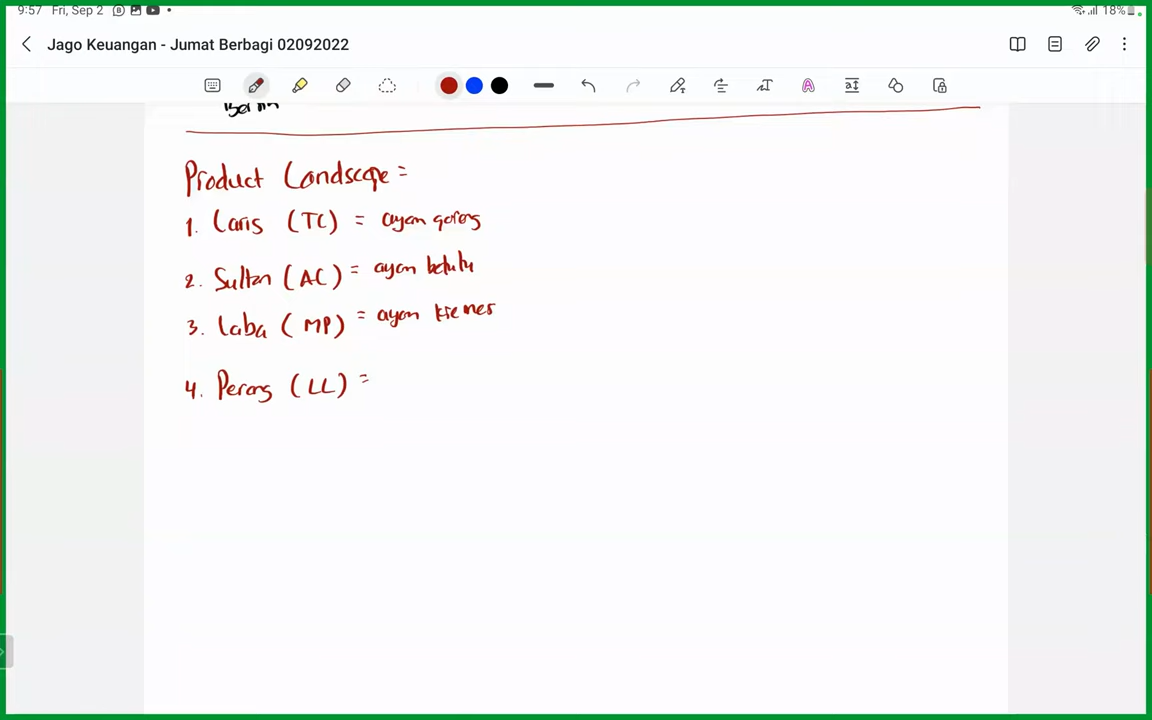 9:57 Fri, Sep 2 • 18%
Jago Keuangan - Jumat Berbagi 02092022
Product Landscape =
1. Laris (TC) = ayam goreng
2. Sultan (AC) = ayam betutu
3. Laba (MP) = ayam kremes
4. Perang (LL) =